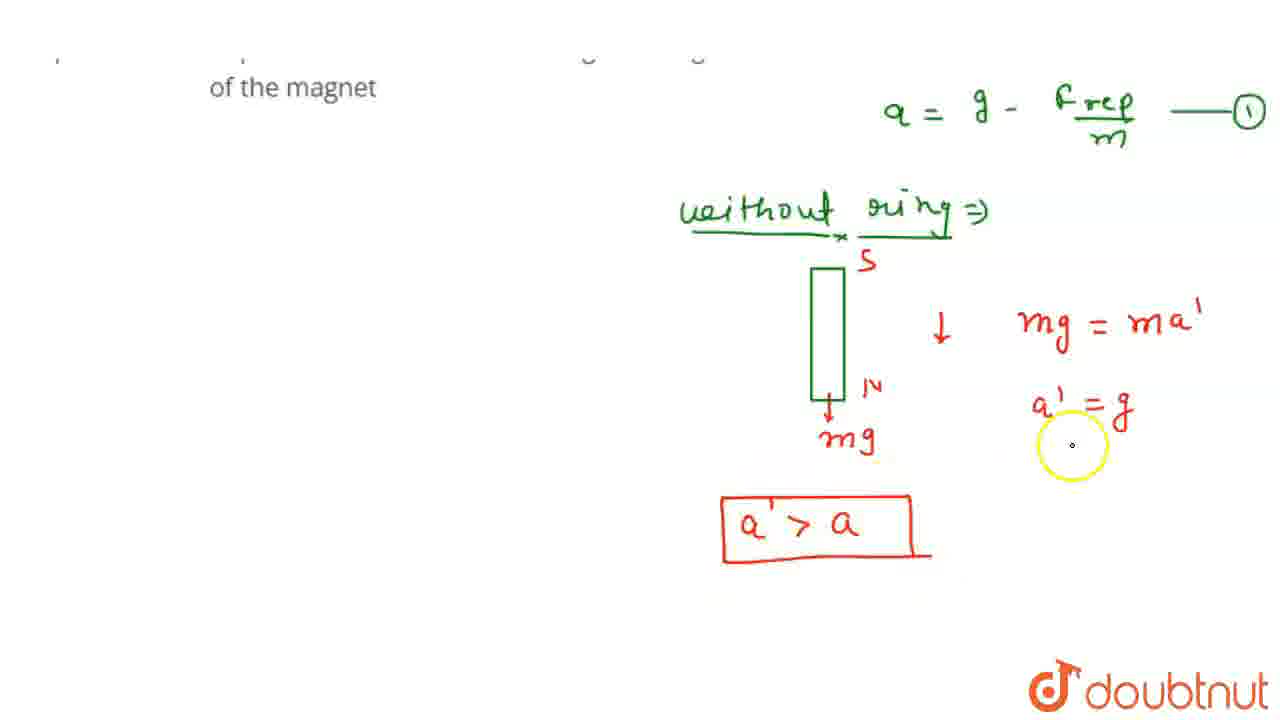 of the magnet
a = g - Frep/m —— ①
without ring ⇒
S
↓ mg = ma'
N
a' = g
mg
a' > a
doubtnut